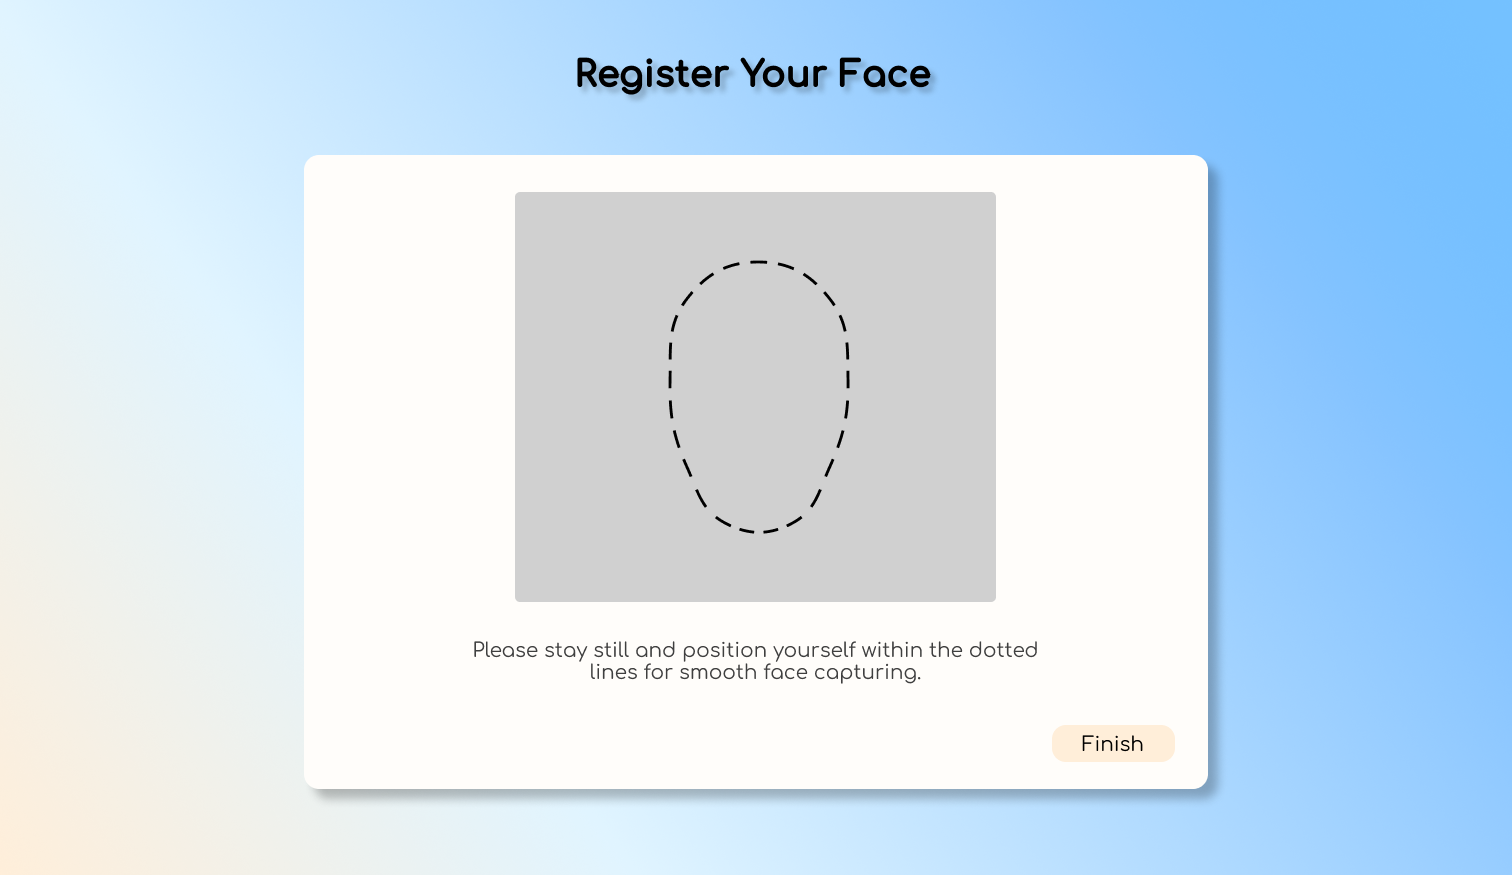 Register Your Face
Please stay still and position yourself within the dotted
lines for smooth face capturing.
Finish